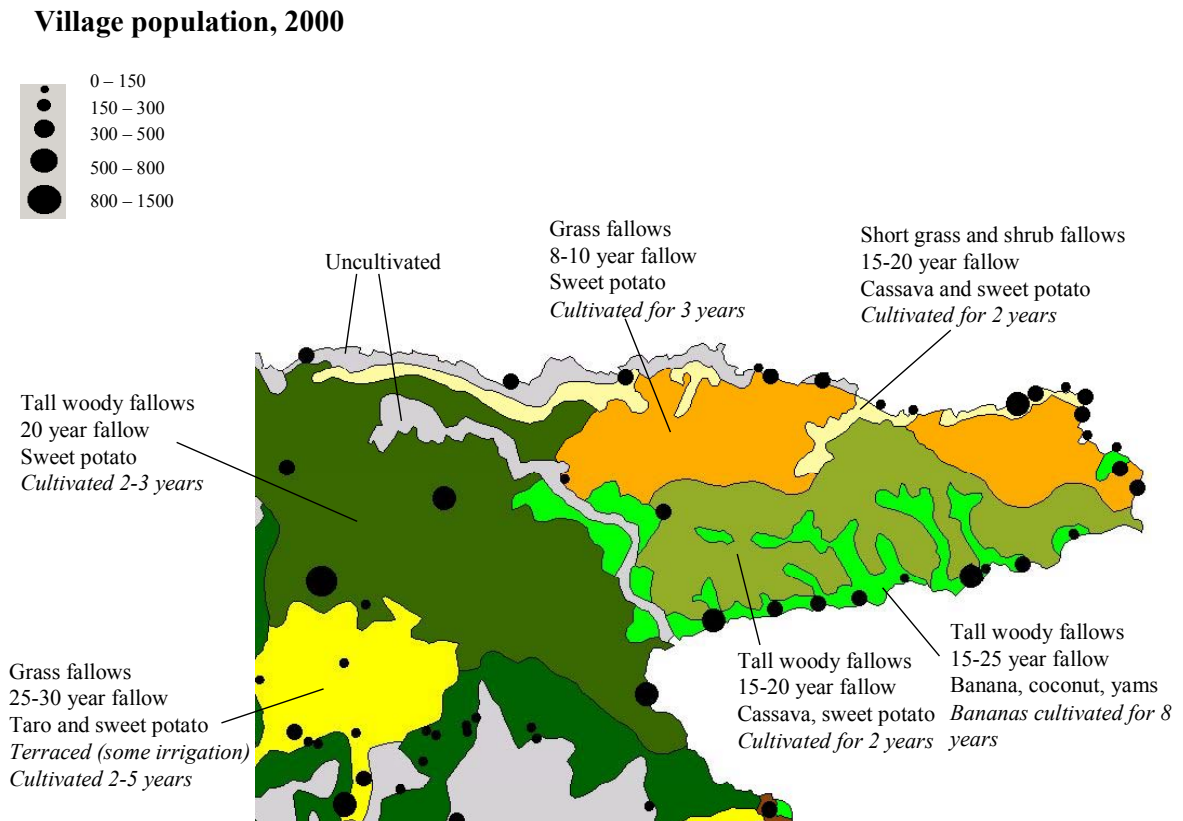 Village population, 2000
0 – 150
150 – 300
300 – 500
500 – 800
800 – 1500
Uncultivated
Grass fallows
8-10 year fallow
Sweet potato
Cultivated for 3 years
Short grass and shrub fallows
15-20 year fallow
Cassava and sweet potato
Cultivated for 2 years
Tall woody fallows
20 year fallow
Sweet potato
Cultivated 2-3 years
Grass fallows
25-30 year fallow
Taro and sweet potato
Terraced (some irrigation)
Cultivated 2-5 years
Tall woody fallows
15-20 year fallow
Cassava, sweet potato
Cultivated for 2 years
Tall woody fallows
15-25 year fallow
Banana, coconut, yams
Bananas cultivated for 8
years